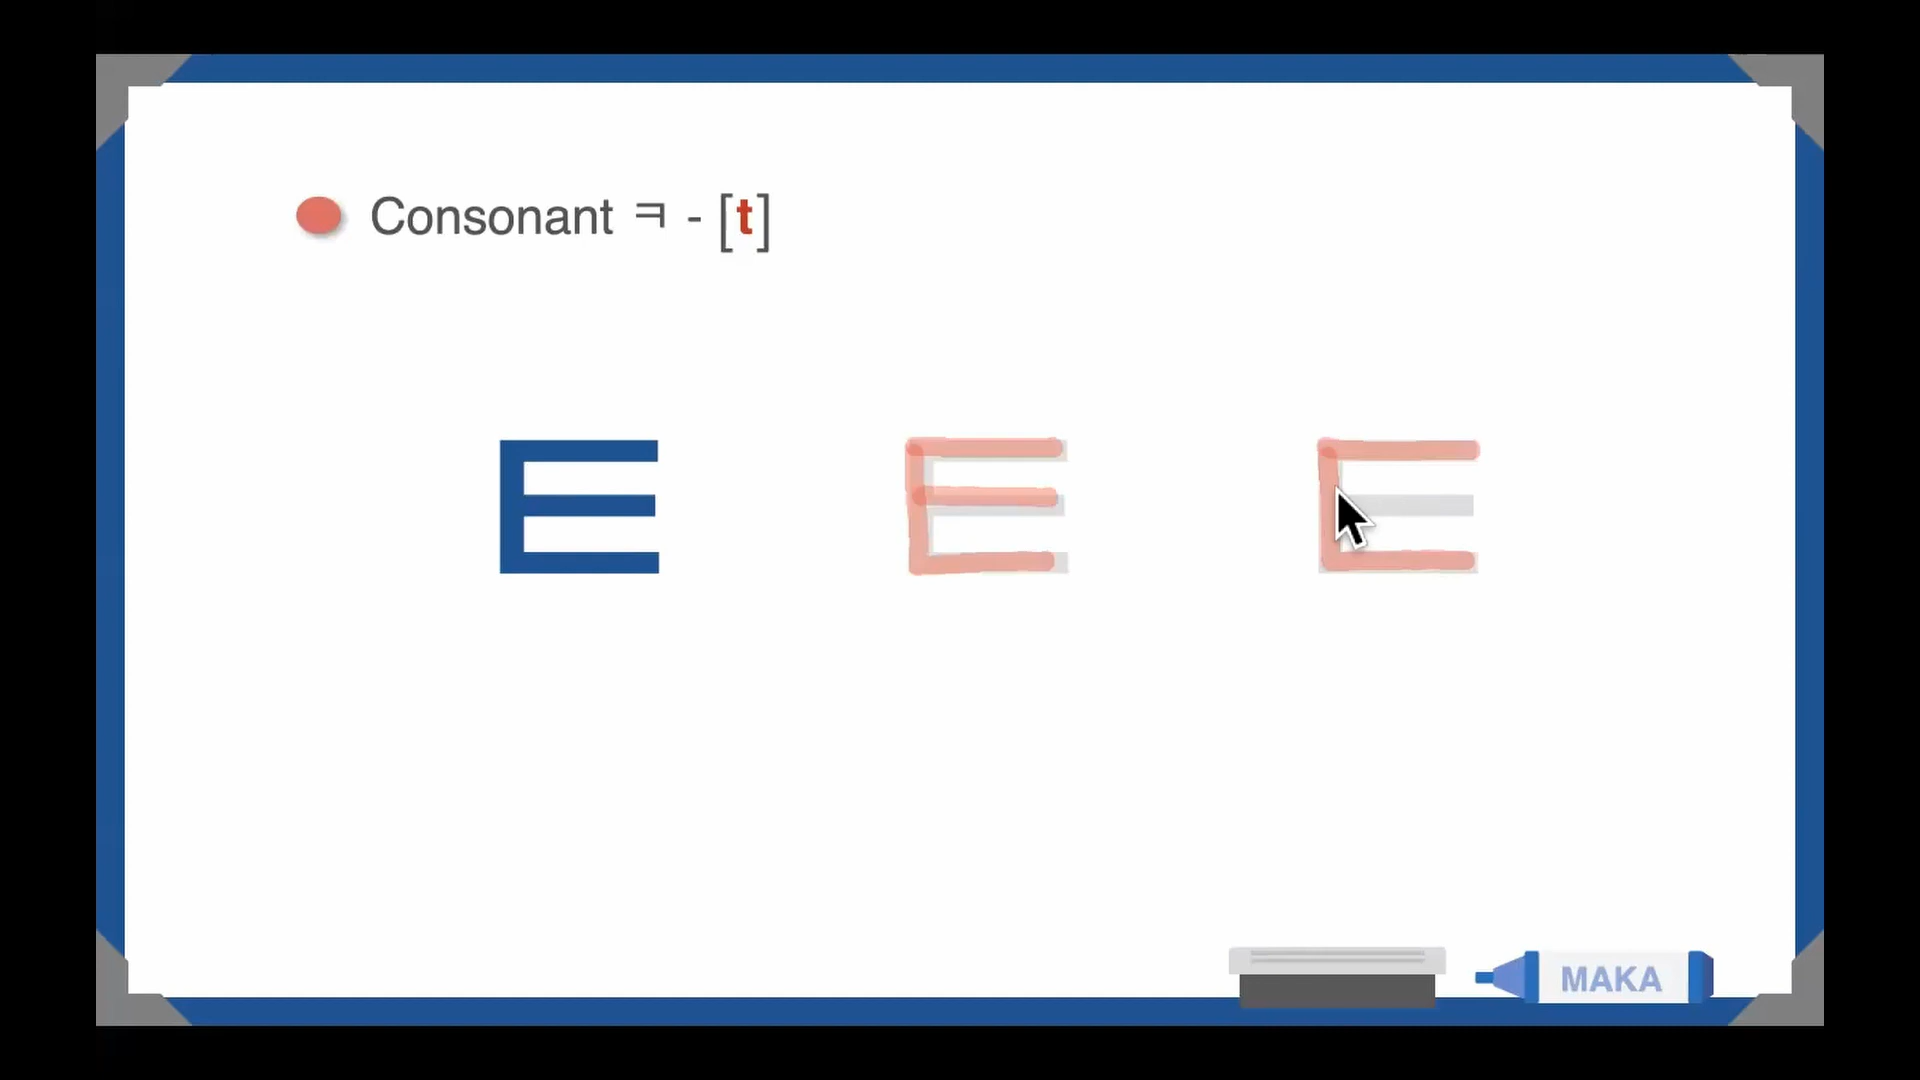 Consonant ㅋ - [t]
ㅌ ㅌ ㅌ
MAKA